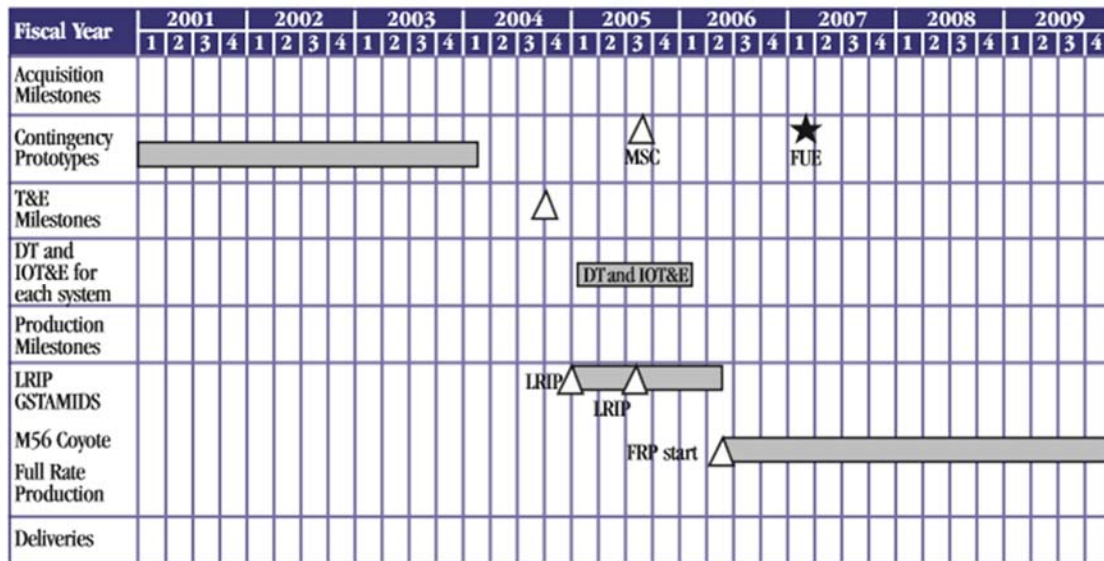 Fiscal Year 2001 2002 2003 2004 2005 2006 2007 2008 2009
1 2 3 4 1 2 3 4 1 2 3 4 1 2 3 4 1 2 3 4 1 2 3 4 1 2 3 4 1 2 3 4 1 2 3 4
Acquisition
Milestones
Contingency
Prototypes
MSC
FUE
T&E
Milestones
DT and
IOT&E for
each system
DT and IOT&E
Production
Milestones
LRIP
GSTAMIDS
LRIP
LRIP
M56 Coyote
FRP start
Full Rate
Production
Deliveries